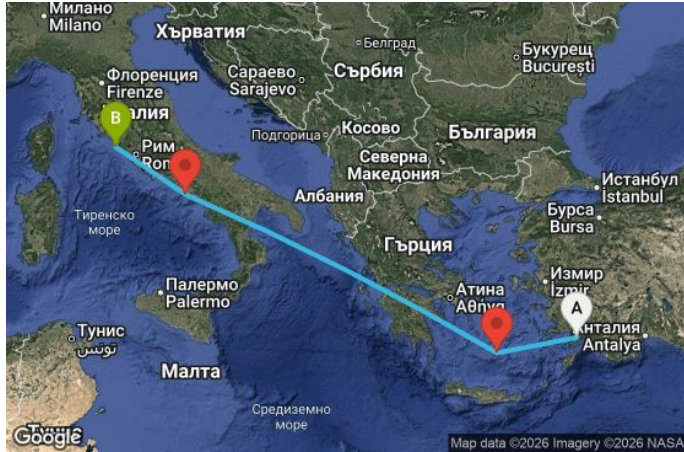 Милано
Milano
Хърватия
Белград
Букурещ
București
Флоренция
Firenze
Сараево
Sarajevo
Сърбия
B
алия
Рим
Rom
Подгорица
Косово
България
Северна
Македония
Истанбул
İstanbul
Албания
Тиренско
море
Бурса
Bursa
Гърция
Палермо
Palermo
Атина
Αθήνα
Измир
İzmir
A
Анталия
Antalya
Тунис
تونس
Малта
Средиземно
море
Google
Map data ©2026 Imagery ©2026 NASA